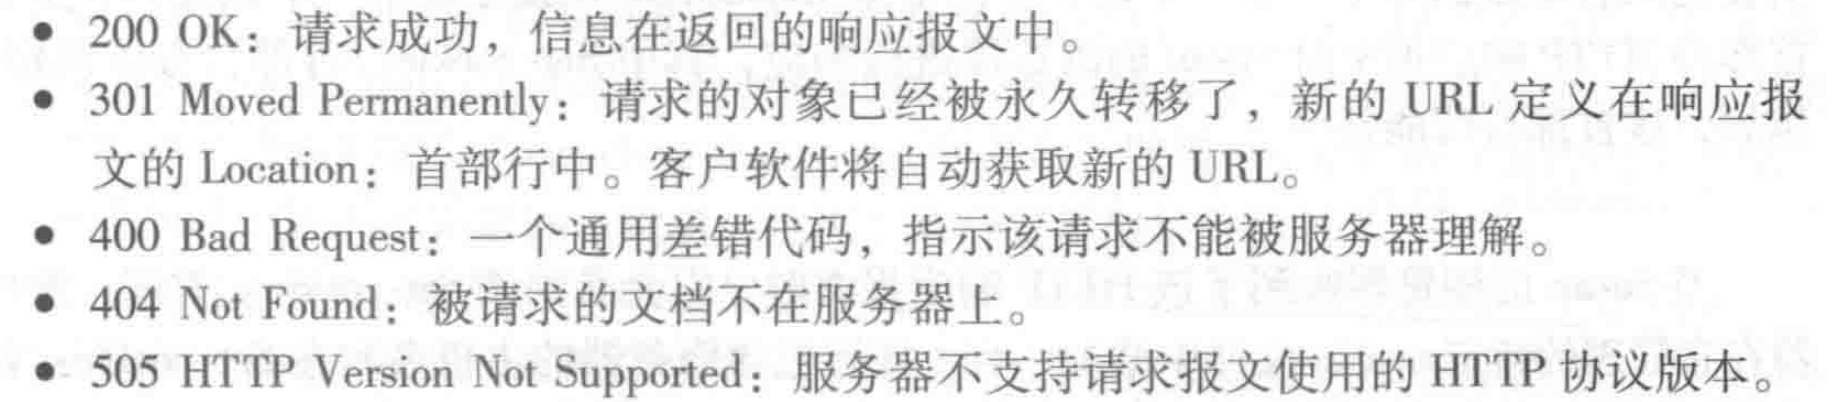 • 200 OK：请求成功，信息在返回的响应报文中。
• 301 Moved Permanently：请求的对象已经被永久转移了，新的 URL 定义在响应报
文的 Location：首部行中。客户软件将自动获取新的 URL。
• 400 Bad Request：一个通用差错代码，指示该请求不能被服务器理解。
• 404 Not Found：被请求的文档不在服务器上。
• 505 HTTP Version Not Supported：服务器不支持请求报文使用的 HTTP 协议版本。